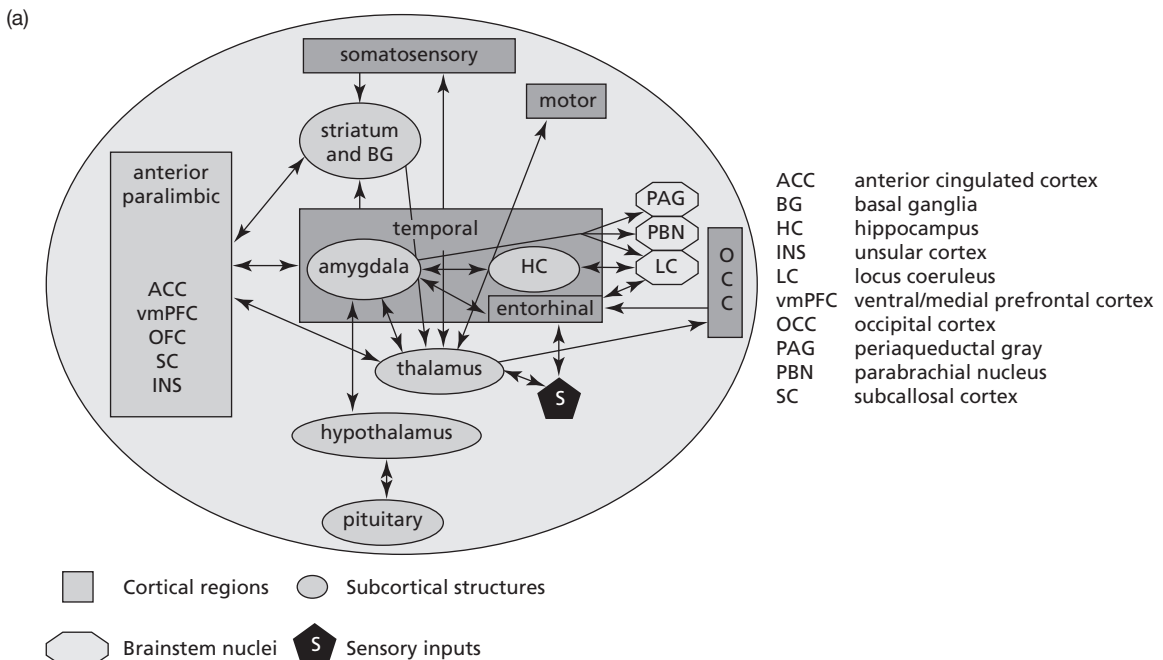 (a)
somatosensory
motor
striatum
and BG
anterior
paralimbic
ACC
vmPFC
OFC
SC
INS
temporal
amygdala
HC
entorhinal
PAG
PBN
LC
O
C
C
thalamus
S
hypothalamus
pituitary
ACC anterior cingulated cortex
BG basal ganglia
HC hippocampus
INS unsular cortex
LC locus coeruleus
vmPFC ventral/medial prefrontal cortex
OCC occipital cortex
PAG periaqueductal gray
PBN parabrachial nucleus
SC subcallosal cortex
Cortical regions
Subcortical structures
Brainstem nuclei
S Sensory inputs